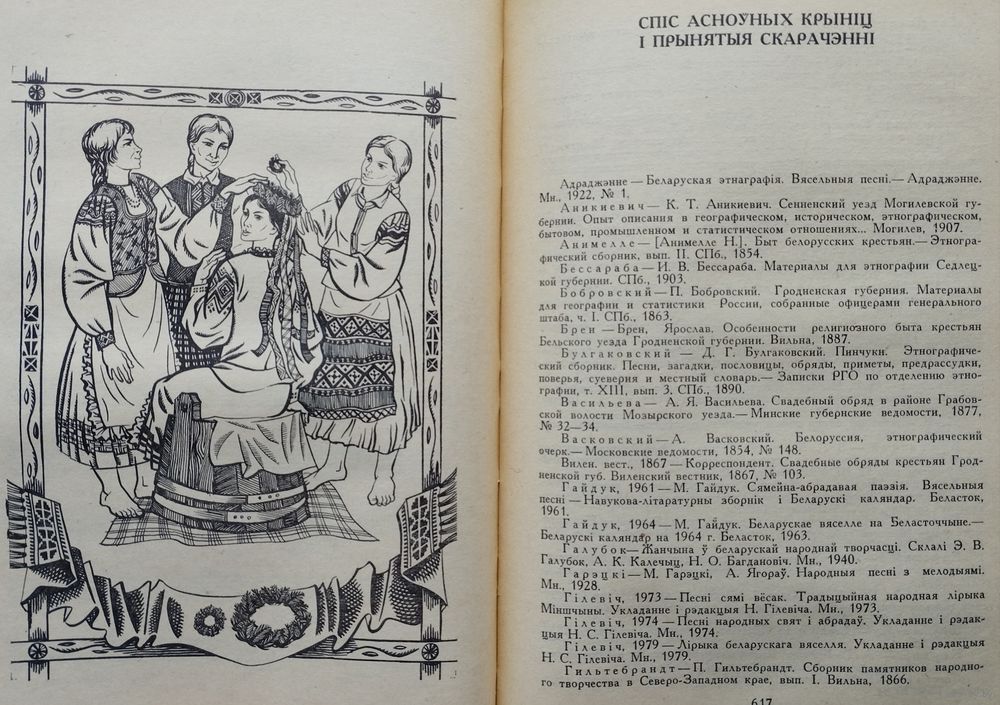 СПІС АСНОЎНЫХ КРЫНІЦ
І ПРЫНЯТЫЯ СКАРАЧЭННІ
Адраджэнне — Беларуская этнаграфія. Вясельныя песні.— Адраджэнне.
Мн., 1922, № 1.
Аникиевич — К. Т. Аникиевич. Сенненский уезд Могилевской гу-
бернии. Опыт описания в географическом, историческом, этнографическом,
бытовом, промышленном и статистическом отношениях... Могилев, 1907.
Анимелле — [Анимелле Н.]. Быт белорусских крестьян.— Этногра-
фический сборник, вып. II. СПб., 1854.
Бессараба — И. В. Бессараба. Материалы для этнографии Седлец-
кой губернии. СПб., 1903.
Бобровский — П. Бобровский. Гродненская губерния. Материалы
для географии и статистики России, собранные офицерами генерального
штаба, ч. I. СПб., 1863.
Брен — Брен, Ярослав. Особенности религиозного быта крестьян
Бельского уезда Гродненской губернии. Вильна, 1887.
Булгаковский — Д. Г. Булгаковский. Пинчуки. Этнографиче-
ский сборник. Песни, загадки, пословицы, обряды, приметы, предрассудки,
поверья, суеверия и местный словарь.— Записки РГО по отделению этно-
графии, т. XIII, вып. 3. СПб., 1890.
Васильева — А. Я. Васильева. Свадебный обряд в районе Грабов-
ской волости Мозырского уезда.— Минские губернские ведомости, 1877,
№ 32—34.
Васковский — А. Васковский. Белоруссия, этнографический
очерк.— Московские ведомости, 1854, № 148.
Вилен. вест., 1867 — Корреспондент. Свадебные обряды крестьян Грод-
ненской губ. Виленский вестник, 1867, № 103.
Гайдук, 1961 — М. Гайдук. Сямейна-абрадавая паэзія. Вясельныя
песні — Навукова-літаратурны зборнік і Беларускі каляндар. Беласток,
1961.
Гайдук, 1964 — М. Гайдук. Беларускае вяселле на Беласточчыне.—
Беларускі каляндар на 1964 г. Беласток, 1963.
Галубок — Жанчына ў беларускай народнай творчасці. Склалі Э. В.
Галубок, А. К. Калечыц, Н. О. Багдановіч. Мн., 1940.
Гарэцкі — М. Гарэцкі, А. Ягораў. Народныя песні з мелодыямі.
Мн., 1928.
Гілевіч, 1973 — Песні сямі вёсак. Традыцыйная народная лірыка
Міншчыны. Укладанне і рэдакцыя Н. Гілевіча. Мн., 1973.
Гілевіч, 1974 — Песні народных свят і абрадаў. Укладанне і рэдак-
цыя Н. С. Гілевіча. Мн., 1974.
Гілевіч, 1979 — Лірыка беларускага вяселля. Укладанне і рэдакцыя
Н. С. Гілевіча. Мн., 1979.
Гильтебрандт — П. Гильтебрандт. Сборник памятников народно-
го творчества в Северо-Западном крае, вып. I. Вильна, 1866.
617